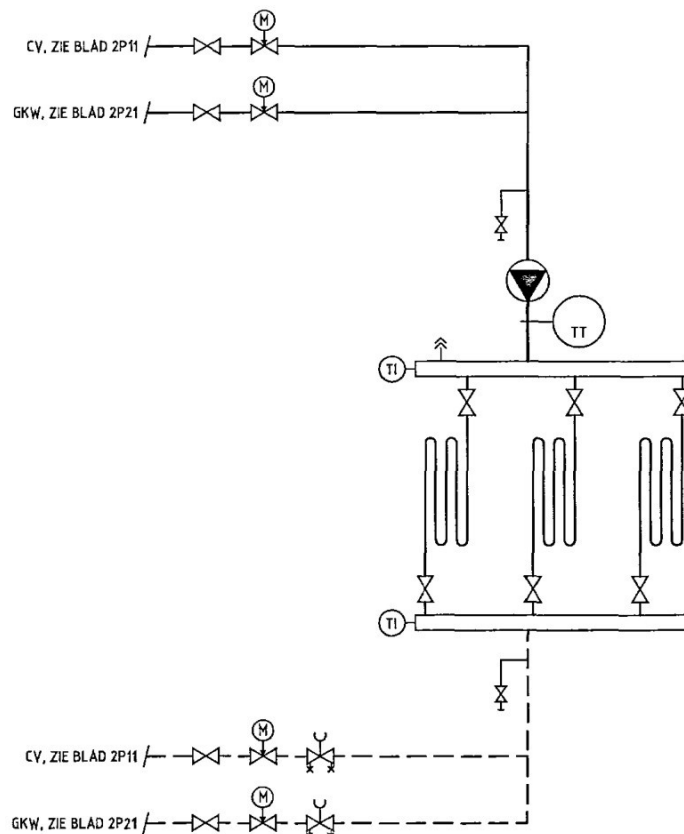 M
CV, ZIE BLAD 2P11
M
GKW, ZIE BLAD 2P21
TT
TI
TI
M
CV, ZIE BLAD 2P11
M
GKW, ZIE BLAD 2P21